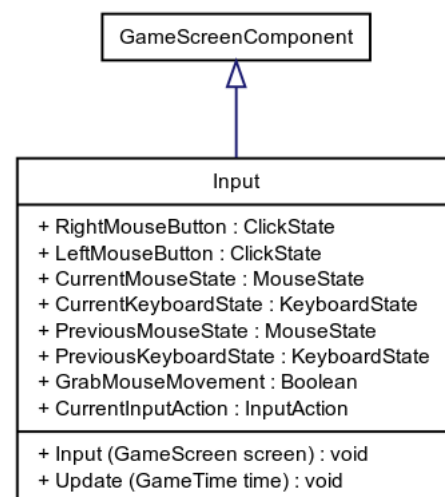 GameScreenComponent
Input
+ RightMouseButton : ClickState
+ LeftMouseButton : ClickState
+ CurrentMouseState : MouseState
+ CurrentKeyboardState : KeyboardState
+ PreviousMouseState : MouseState
+ PreviousKeyboardState : KeyboardState
+ GrabMouseMovement : Boolean
+ CurrentInputAction : InputAction
+ Input (GameScreen screen) : void
+ Update (GameTime time) : void